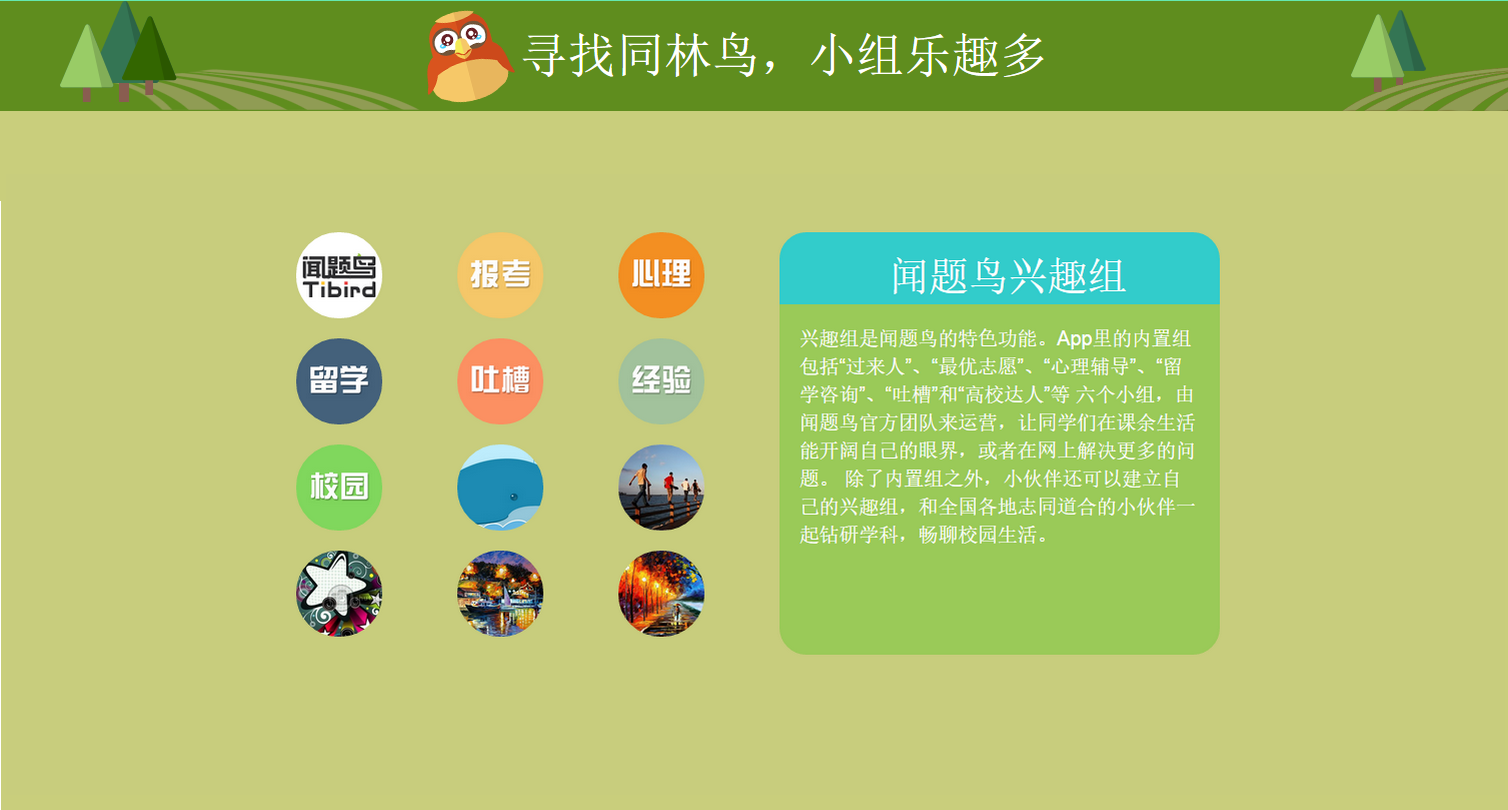 寻找同林鸟，小组乐趣多
闻题鸟
Tibird
报考
心理
留学
吐槽
经验
校园
闻题鸟兴趣组
兴趣组是闻题鸟的特色功能。App里的内置组
包括“过来人”、“最优志愿”、“心理辅导”、“留
学咨询”、“吐槽”和“高校达人”等 六个小组，由
闻题鸟官方团队来运营，让同学们在课余生活
能开阔自己的眼界，或者在网上解决更多的问
题。 除了内置组之外，小伙伴还可以建立自
己的兴趣组，和全国各地志同道合的小伙伴一
起钻研学科，畅聊校园生活。